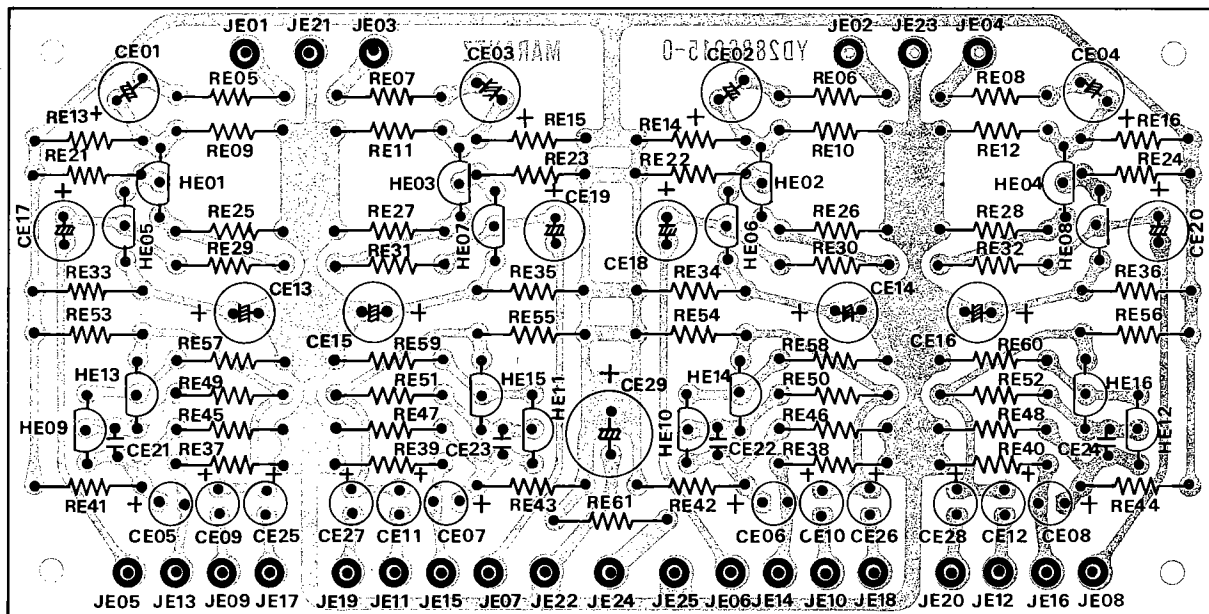 JE01 JE21 JE03 JE02 JE23 JE04
CE01 CE03 MARANTZ CE02 YD2886015-0 CE04
RE05 RE07 RE06 RE08
RE13 RE15 RE14 RE16
RE09 RE11 RE10 RE12
RE21 RE23 RE22 RE24
HE01 HE03 HE02 HE04
CE17 HE05 RE25 RE27 HE07 CE19 CE18 HE06 RE26 RE28 HE08 CE20
RE29 RE31 RE30 RE32
RE33 RE35 RE34 RE36
CE13 CE14
RE53 RE55 RE54 RE56
CE15 CE16
RE57 RE59 RE58 RE60
HE13 HE15 HE11 CE29 HE14 HE16
RE49 RE51 RE50 RE52
HE09 RE45 RE47 HE10 RE46 RE48 HE12
CE21 CE23 CE22 CE24
RE37 RE39 RE38 RE40
RE41 RE43 RE61 RE42 RE44
CE05 CE09 CE25 CE27 CE11 CE07 CE06 CE10 CE26 CE28 CE12 CE08
JE05 JE13 JE09 JE17 JE19 JE11 JE15 JE07 JE22 JE24 JE25 JE06 JE14 JE10 JE18 JE20 JE12 JE16 JE08